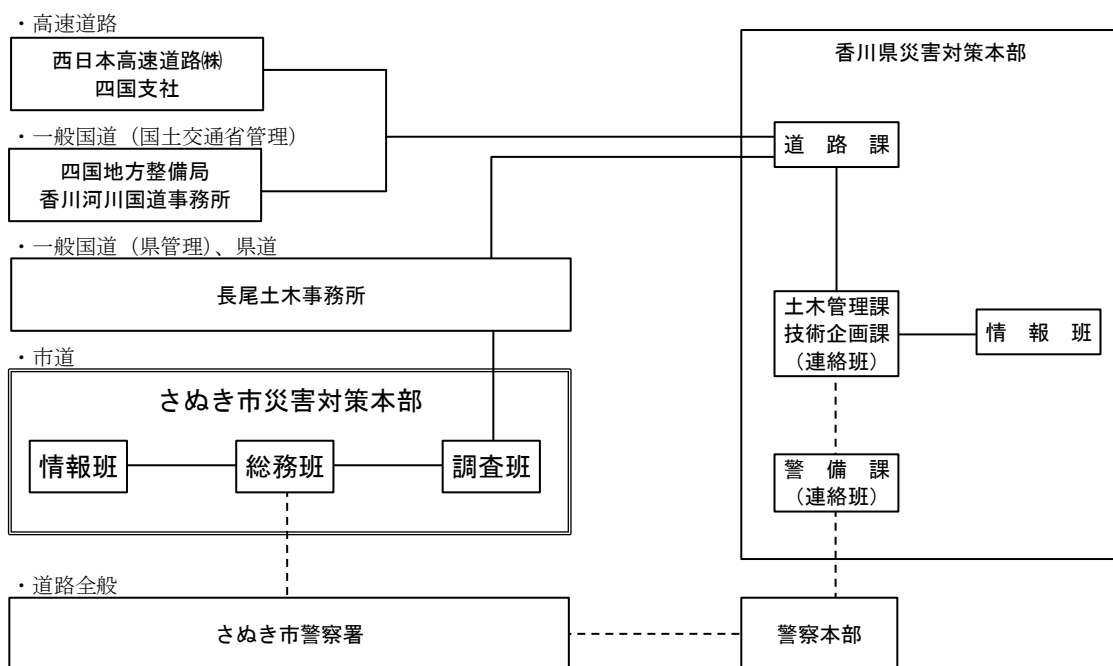 ・高速道路
西日本高速道路㈱
四国支社
・一般国道（国土交通省管理）
四国地方整備局
香川河川国道事務所
・一般国道（県管理）、県道
長尾土木事務所
・市道
さぬき市災害対策本部
情報班
総務班
調査班
・道路全般
さぬき市警察署
香川県災害対策本部
道　路　課
土木管理課
技術企画課
（連絡班）
情　報　班
警　備　課
（連絡班）
警察本部